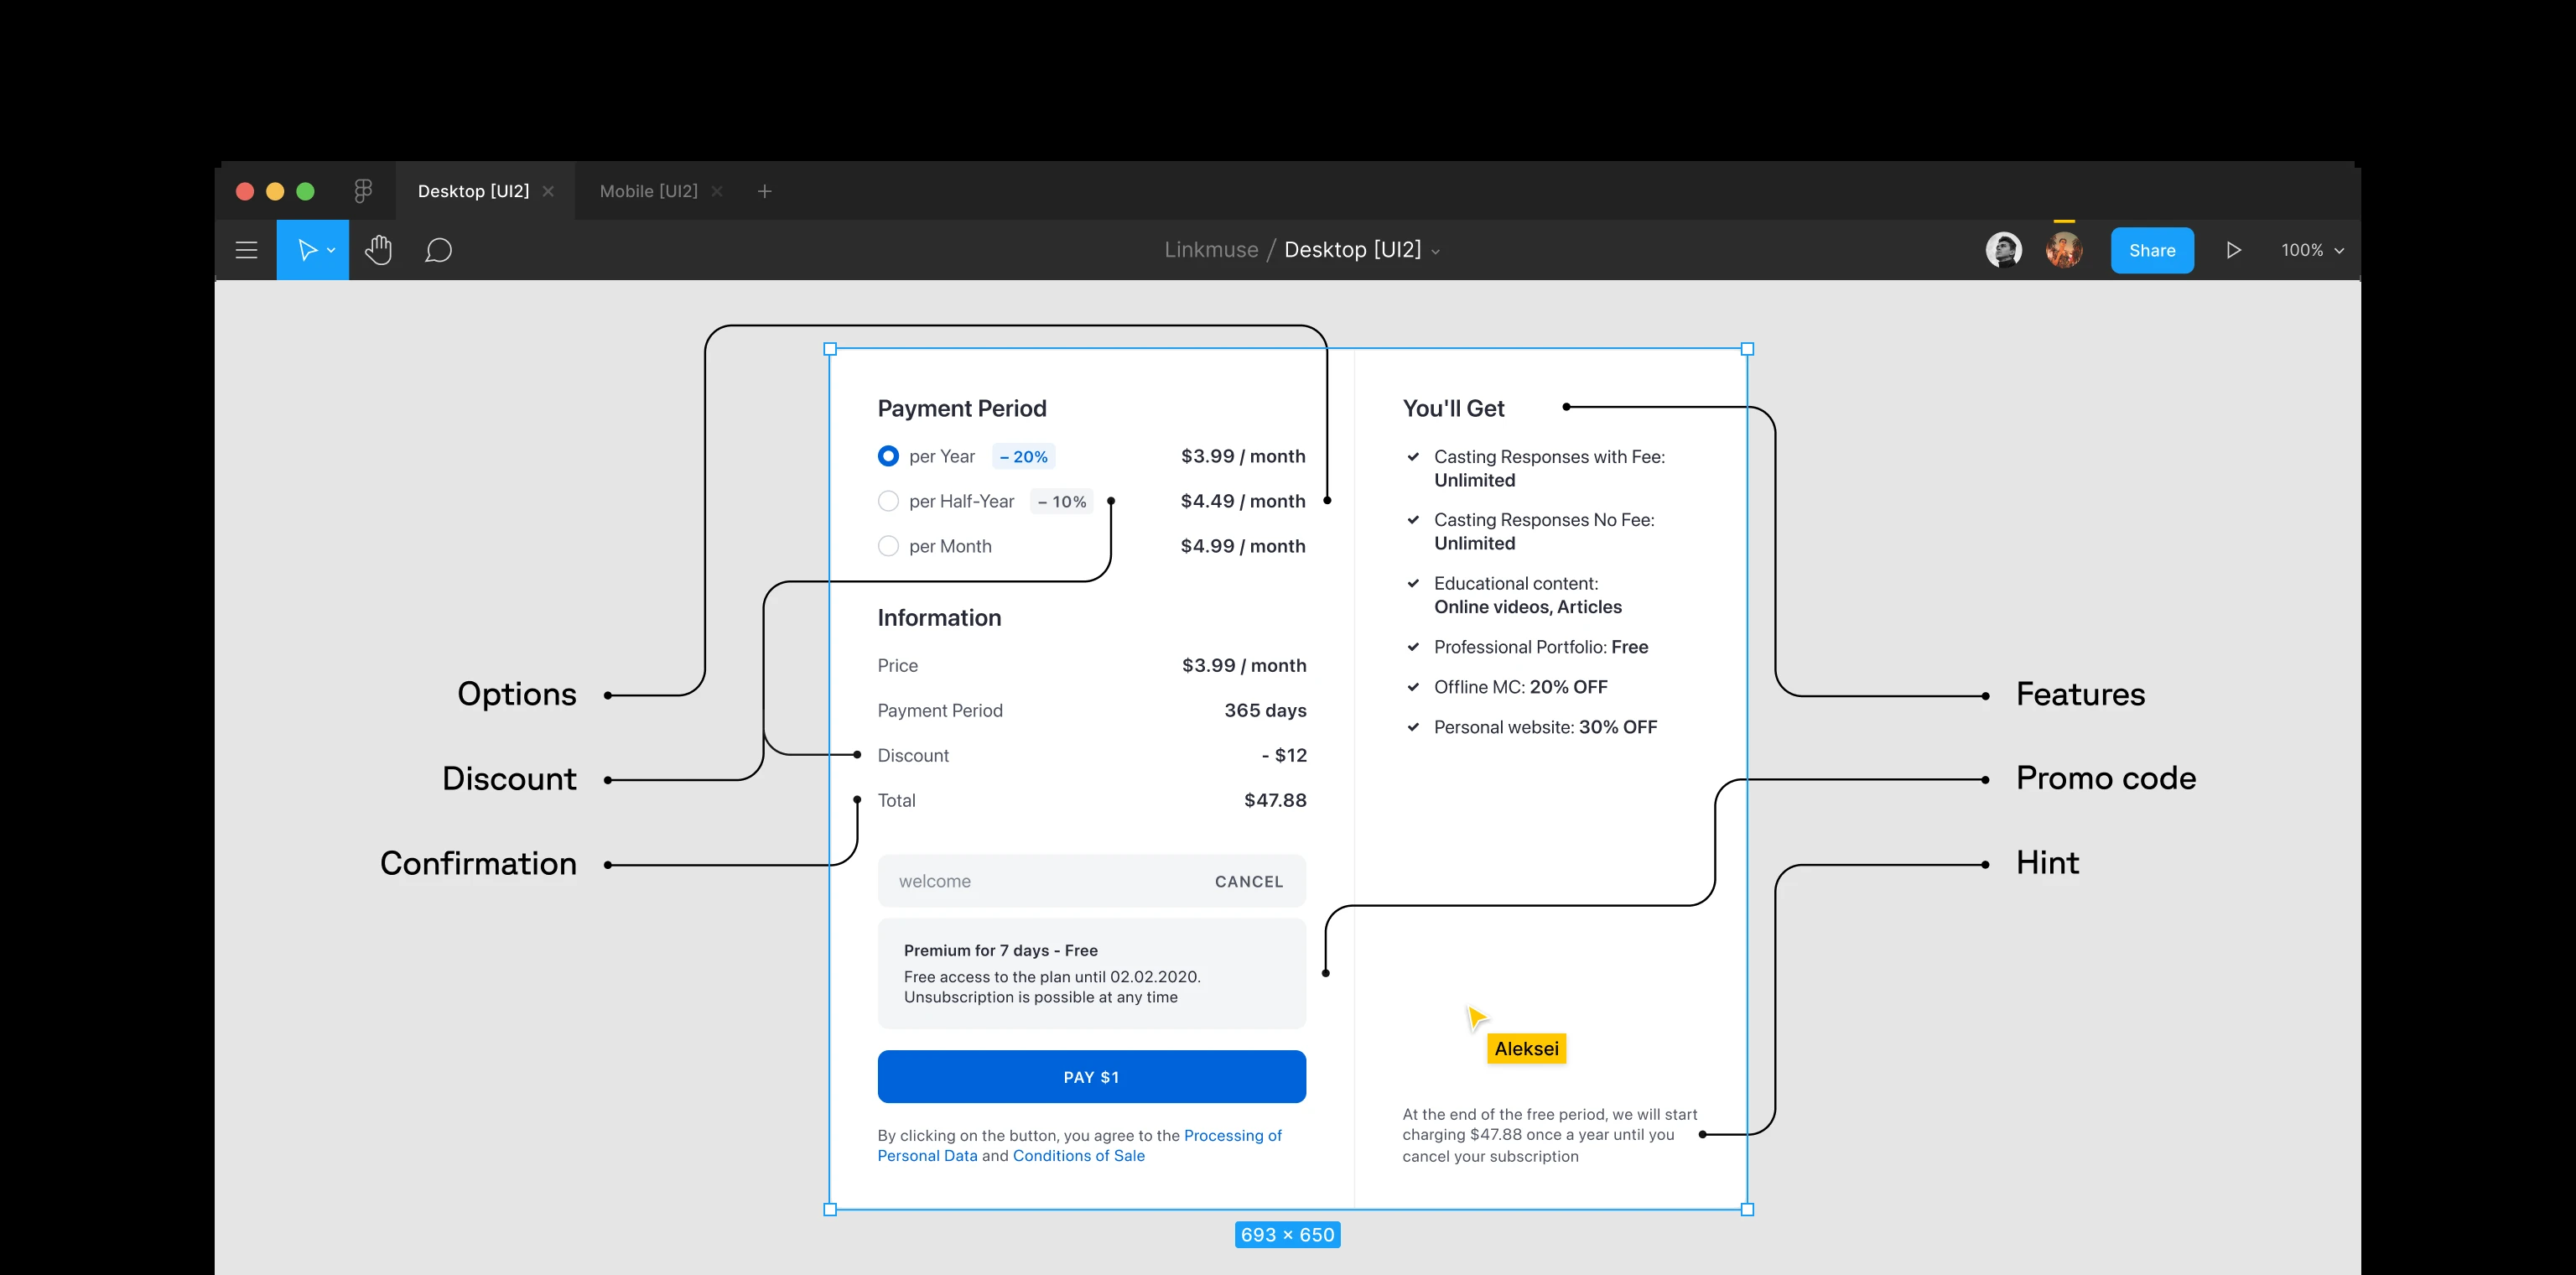 Desktop [UI2]
Mobile [UI2]
Linkmuse / Desktop [UI2]
Share
100%
Options
Discount
Confirmation
Payment Period
per Year – 20% $3.99 / month
per Half-Year – 10% $4.49 / month
per Month $4.99 / month
Information
Price $3.99 / month
Payment Period 365 days
Discount - $12
Total $47.88
welcome CANCEL
Premium for 7 days - Free
Free access to the plan until 02.02.2020.
Unsubscription is possible at any time
PAY $1
By clicking on the button, you agree to the Processing of
Personal Data and Conditions of Sale
You'll Get
Casting Responses with Fee:
Unlimited
Casting Responses No Fee:
Unlimited
Educational content:
Online videos, Articles
Professional Portfolio: Free
Offline MC: 20% OFF
Personal website: 30% OFF
Aleksei
At the end of the free period, we will start
charging $47.88 once a year until you
cancel your subscription
Features
Promo code
Hint
693 × 650